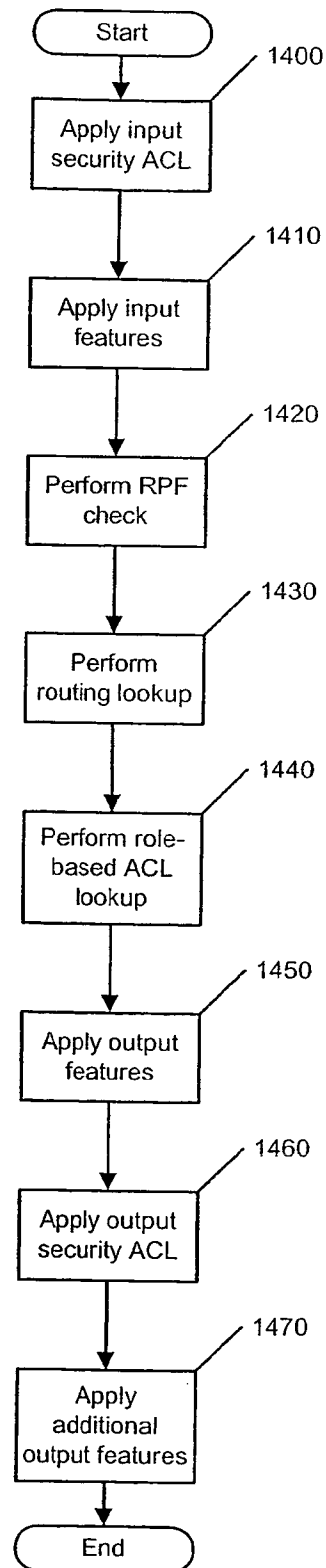 Start
1400
Apply input
security ACL
1410
Apply input
features
1420
Perform RPF
check
1430
Perform
routing lookup
1440
Perform role-
based ACL
lookup
1450
Apply output
features
1460
Apply output
security ACL
1470
Apply
additional
output features
End